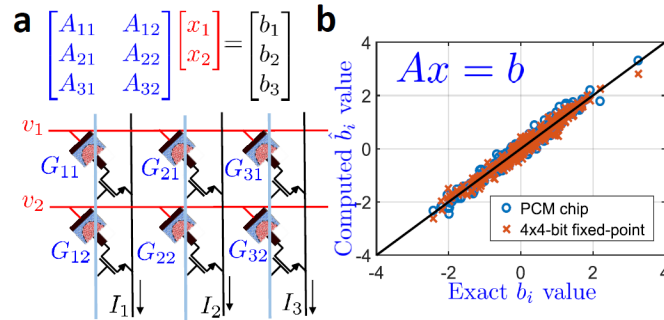 a
A₁₁ A₁₂
A₂₁ A₂₂
A₃₁ A₃₂
x₁
x₂
=
b₁
b₂
b₃
v₁
G₁₁ G₂₁ G₃₁
v₂
G₁₂ G₂₂ G₃₂
I₁ I₂ I₃
b
Ax = b
Computed b̂ᵢ value
4
2
0
-2
-4
PCM chip
4x4-bit fixed-point
-4 -2 0 2 4
Exact bᵢ value